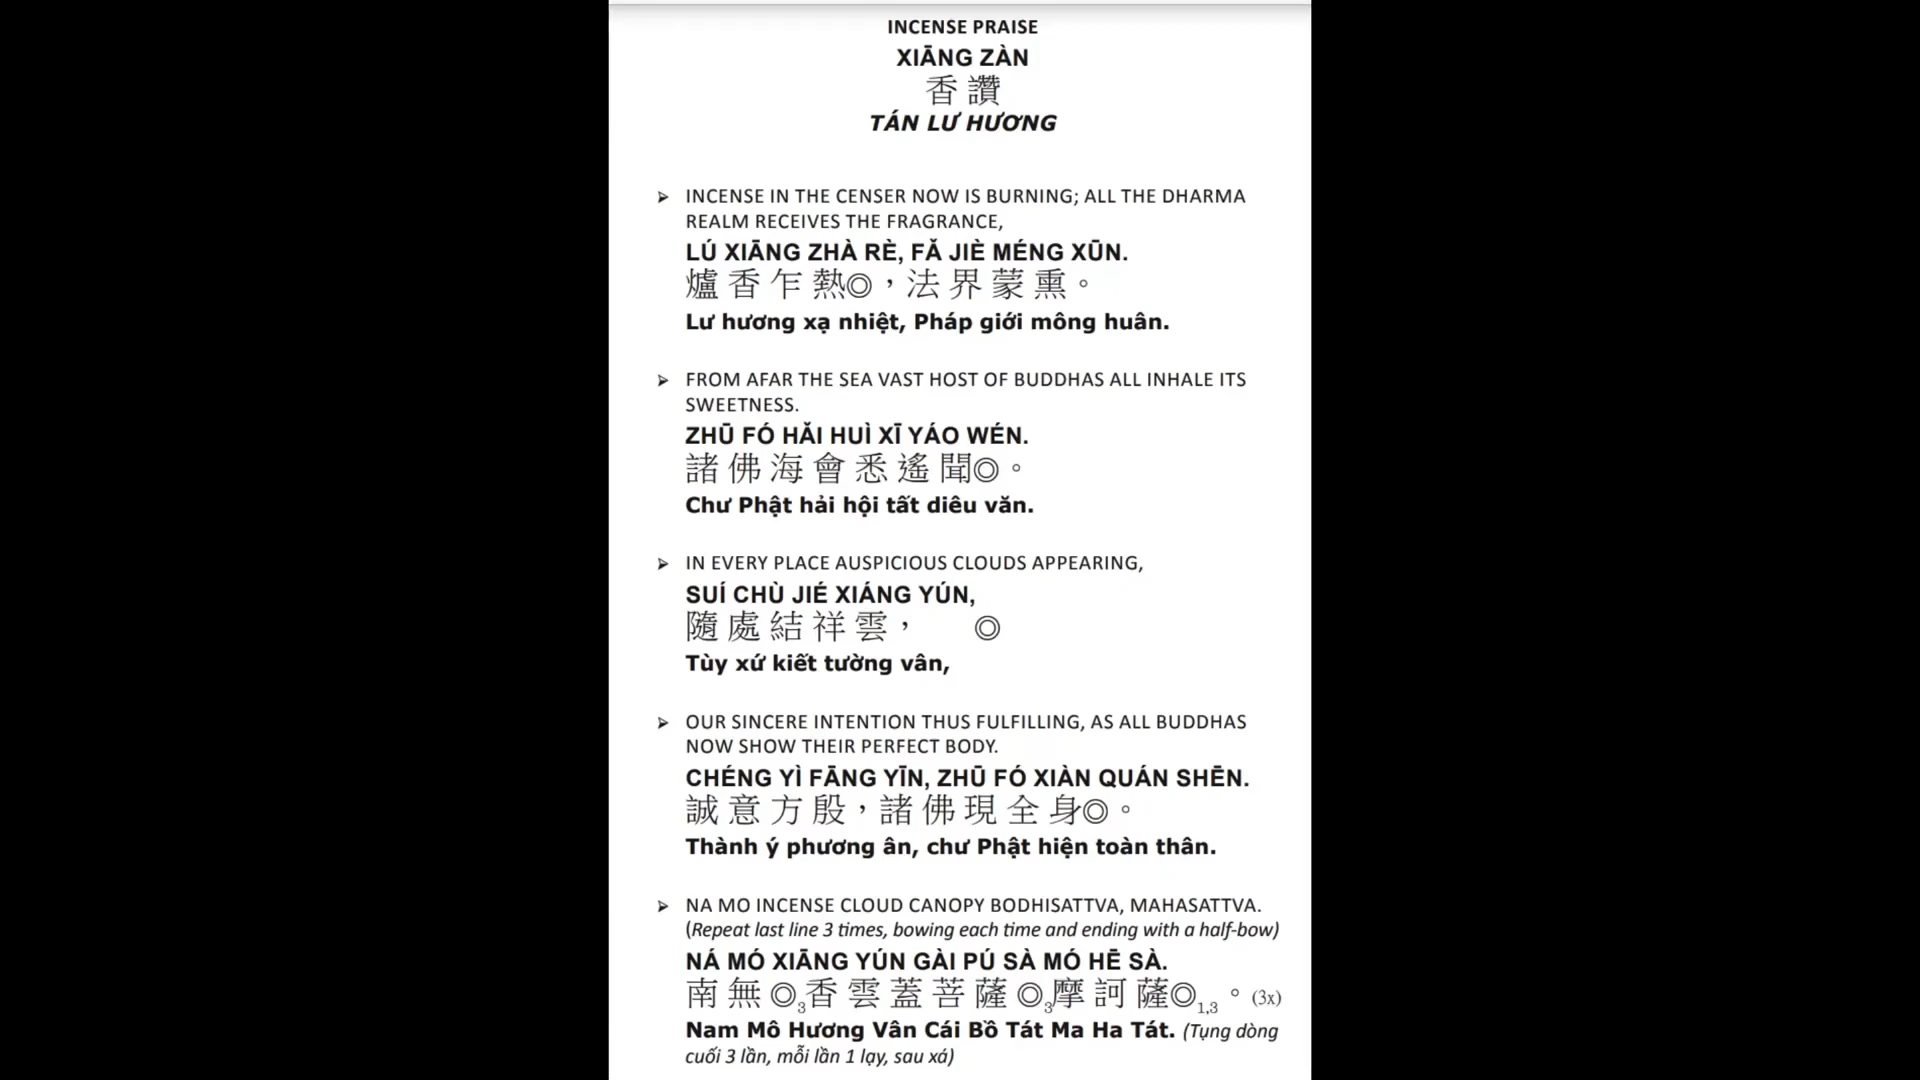 INCENSE PRAISE
XIĀNG ZÀN
香 讚
TÁN LƯ HƯƠNG
➢ INCENSE IN THE CENSER NOW IS BURNING; ALL THE DHARMA
REALM RECEIVES THE FRAGRANCE,
LÚ XIĀNG ZHÀ RÈ, FǍ JIÈ MÉNG XŪN.
爐 香 乍 熱◎，法 界 蒙 熏 。
Lư hương xạ nhiệt, Pháp giới mông huân.
➢ FROM AFAR THE SEA VAST HOST OF BUDDHAS ALL INHALE ITS
SWEETNESS.
ZHŪ FÓ HǍI HUÌ XĪ YÁO WÉN.
諸 佛 海 會 悉 遙 聞◎ 。
Chư Phật hải hội tất diêu văn.
➢ IN EVERY PLACE AUSPICIOUS CLOUDS APPEARING,
SUÍ CHÙ JIÉ XIÁNG YÚN,
隨 處 結 祥 雲， ◎
Tùy xứ kiết tường vân,
➢ OUR SINCERE INTENTION THUS FULFILLING, AS ALL BUDDHAS
NOW SHOW THEIR PERFECT BODY.
CHÉNG YÌ FĀNG YĪN, ZHŪ FÓ XIÀN QUÁN SHĒN.
誠 意 方 殷，諸 佛 現 全 身◎ 。
Thành ý phương ân, chư Phật hiện toàn thân.
➢ NA MO INCENSE CLOUD CANOPY BODHISATTVA, MAHASATTVA.
(Repeat last line 3 times, bowing each time and ending with a half-bow)
NÁ MÓ XIĀNG YÚN GÀI PÚ SÀ MÓ HĒ SÀ.
南 無 ◎3香 雲 蓋 菩 薩 ◎3摩 訶 薩◎1,3 。(3x)
Nam Mô Hương Vân Cái Bồ Tát Ma Ha Tát. (Tụng dòng
cuối 3 lần, mỗi lần 1 lạy, sau xá)